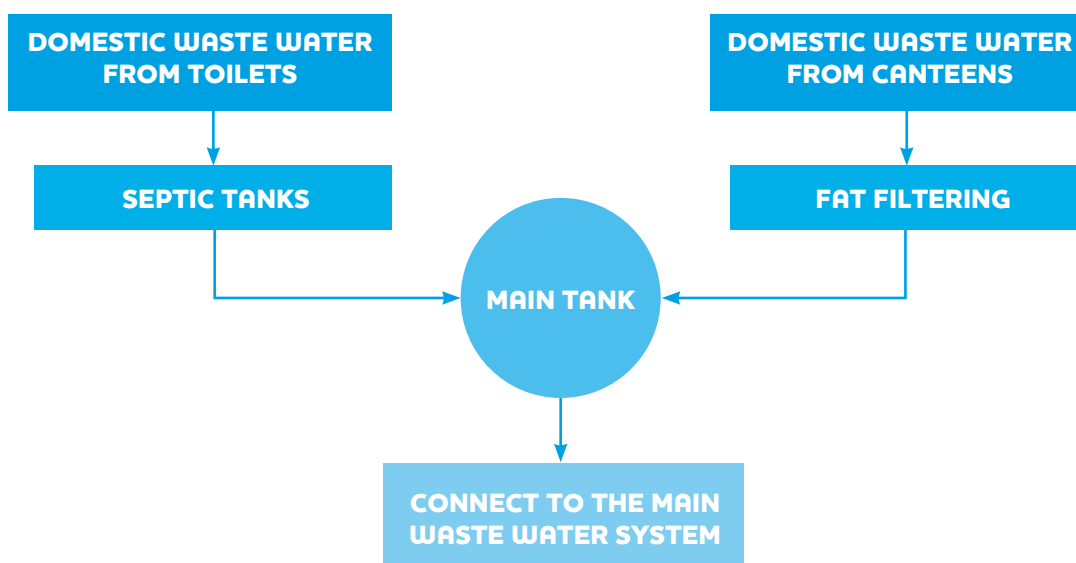 DOMESTIC WASTE WATER
FROM TOILETS
DOMESTIC WASTE WATER
FROM CANTEENS
SEPTIC TANKS
FAT FILTERING
MAIN TANK
CONNECT TO THE MAIN
WASTE WATER SYSTEM